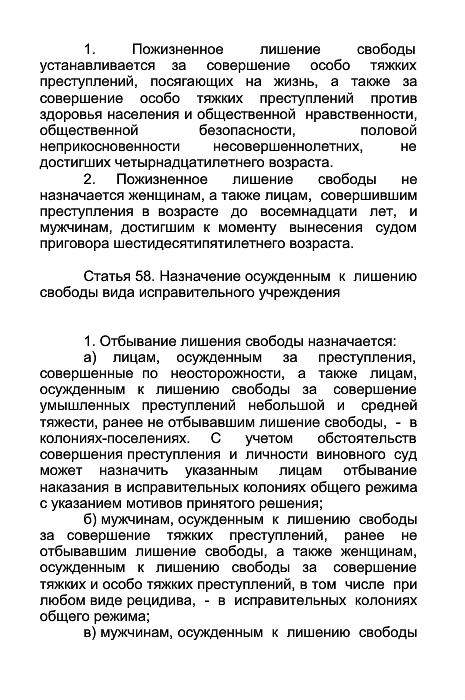 1. Пожизненное лишение свободы
устанавливается за совершение особо тяжких
преступлений, посягающих на жизнь, а также за
совершение особо тяжких преступлений против
здоровья населения и общественной нравственности,
общественной безопасности, половой
неприкосновенности несовершеннолетних, не
достигших четырнадцатилетнего возраста.
2. Пожизненное лишение свободы не
назначается женщинам, а также лицам, совершившим
преступления в возрасте до восемнадцати лет, и
мужчинам, достигшим к моменту вынесения судом
приговора шестидесятипятилетнего возраста.
Статья 58. Назначение осужденным к лишению
свободы вида исправительного учреждения
1. Отбывание лишения свободы назначается:
а) лицам, осужденным за преступления,
совершенные по неосторожности, а также лицам,
осужденным к лишению свободы за совершение
умышленных преступлений небольшой и средней
тяжести, ранее не отбывавшим лишение свободы, - в
колониях-поселениях. С учетом обстоятельств
совершения преступления и личности виновного суд
может назначить указанным лицам отбывание
наказания в исправительных колониях общего режима
с указанием мотивов принятого решения;
б) мужчинам, осужденным к лишению свободы
за совершение тяжких преступлений, ранее не
отбывавшим лишение свободы, а также женщинам,
осужденным к лишению свободы за совершение
тяжких и особо тяжких преступлений, в том числе при
любом виде рецидива, - в исправительных колониях
общего режима;
в) мужчинам, осужденным к лишению свободы